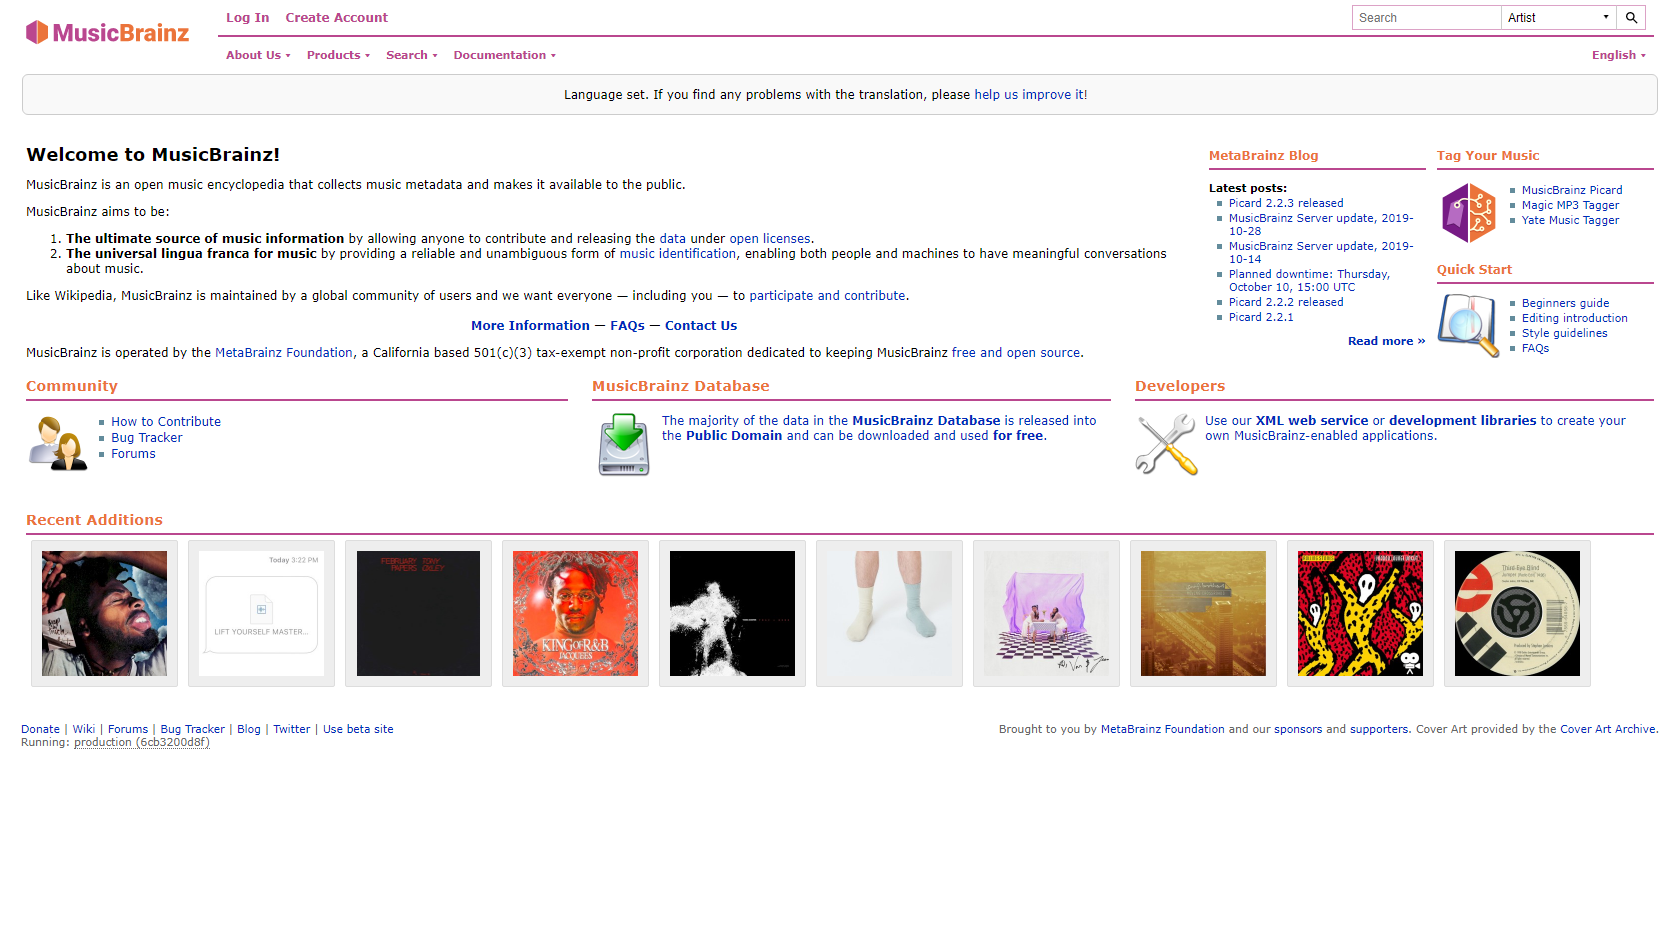 MusicBrainz
Log In Create Account
Search Artist
About Us Products Search Documentation
English
Language set. If you find any problems with the translation, please help us improve it!
Welcome to MusicBrainz!
MusicBrainz is an open music encyclopedia that collects music metadata and makes it available to the public.
MusicBrainz aims to be:
1. The ultimate source of music information by allowing anyone to contribute and releasing the data under open licenses.
2. The universal lingua franca for music by providing a reliable and unambiguous form of music identification, enabling both people and machines to have meaningful conversations
about music.
Like Wikipedia, MusicBrainz is maintained by a global community of users and we want everyone — including you — to participate and contribute.
More Information — FAQs — Contact Us
MusicBrainz is operated by the MetaBrainz Foundation, a California based 501(c)(3) tax-exempt non-profit corporation dedicated to keeping MusicBrainz free and open source.
MetaBrainz Blog
Latest posts:
Picard 2.2.3 released
MusicBrainz Server update, 2019-
10-28
MusicBrainz Server update, 2019-
10-14
Planned downtime: Thursday,
October 10, 15:00 UTC
Picard 2.2.2 released
Picard 2.2.1
Read more »
Tag Your Music
MusicBrainz Picard
Magic MP3 Tagger
Yate Music Tagger
Quick Start
Beginners guide
Editing introduction
Style guidelines
FAQs
Community
How to Contribute
Bug Tracker
Forums
MusicBrainz Database
The majority of the data in the MusicBrainz Database is released into
the Public Domain and can be downloaded and used for free.
Developers
Use our XML web service or development libraries to create your
own MusicBrainz-enabled applications.
Recent Additions
Today 3:22 PM
LIFT YOURSELF MASTER...
FEBRUARY TONY
PAPERS OXLEY
KING OF R&B
JACQUEES
ROLLING STONES
Third Eye Blind
Donate | Wiki | Forums | Bug Tracker | Blog | Twitter | Use beta site
Running: production (6cb3200d8f)
Brought to you by MetaBrainz Foundation and our sponsors and supporters. Cover Art provided by the Cover Art Archive.